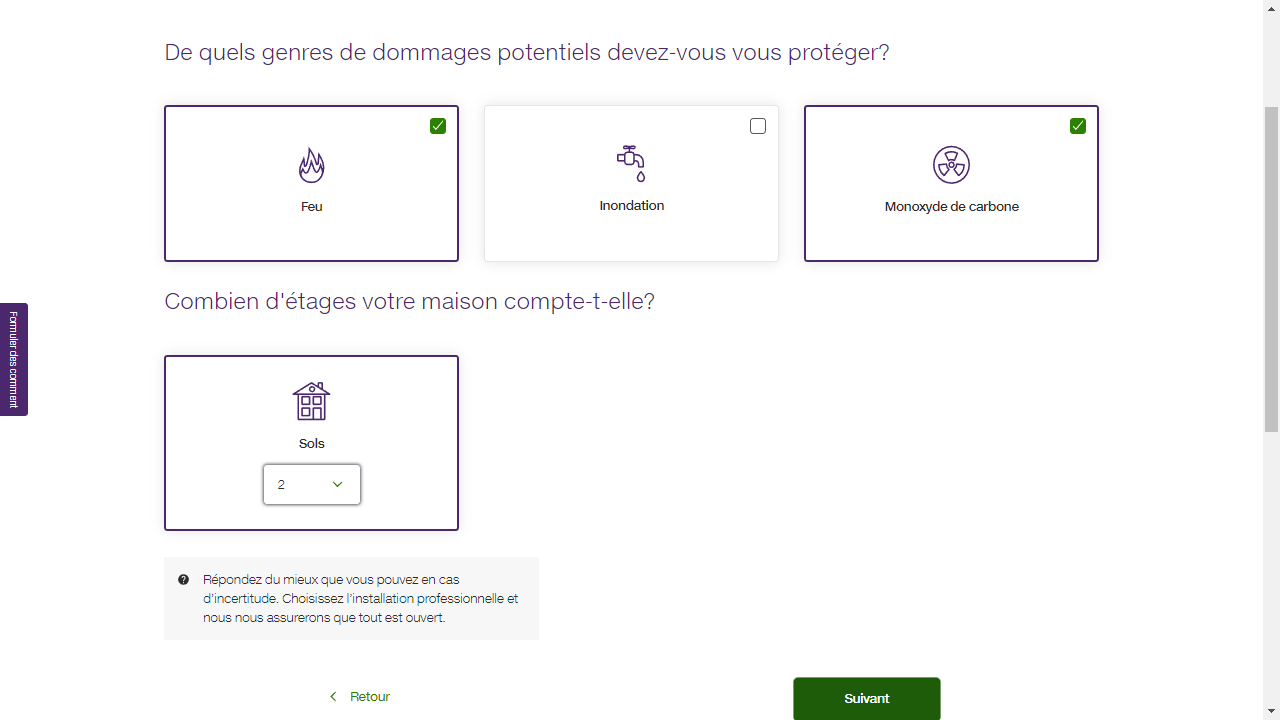 De quels genres de dommages potentiels devez-vous vous protéger?
Feu
Inondation
Monoxyde de carbone
Combien d'étages votre maison compte-t-elle?
Formuler des comment
Sols
2
Répondez du mieux que vous pouvez en cas
d'incertitude. Choisissez l'installation professionnelle et
nous nous assurerons que tout est ouvert.
Retour
Suivant